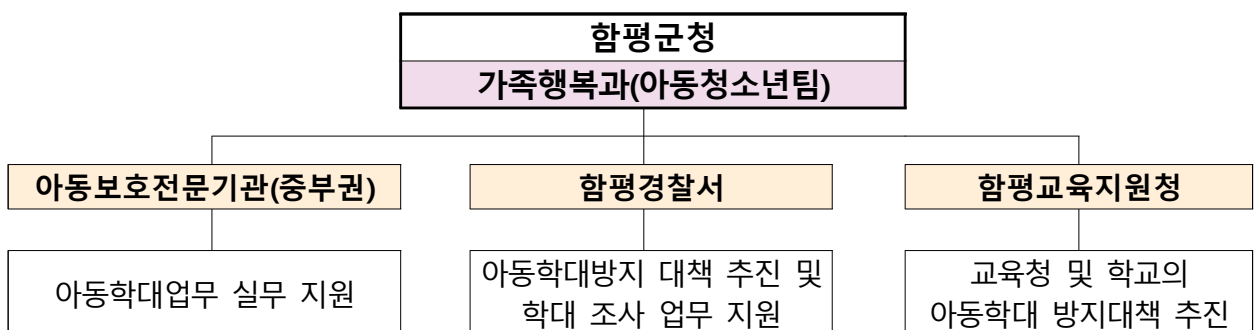 함평군청
가족행복과(아동청소년팀)
아동보호전문기관(중부권)
함평경찰서
함평교육지원청
아동학대업무 실무 지원
아동학대방지 대책 추진 및
학대 조사 업무 지원
교육청 및 학교의
아동학대 방지대책 추진